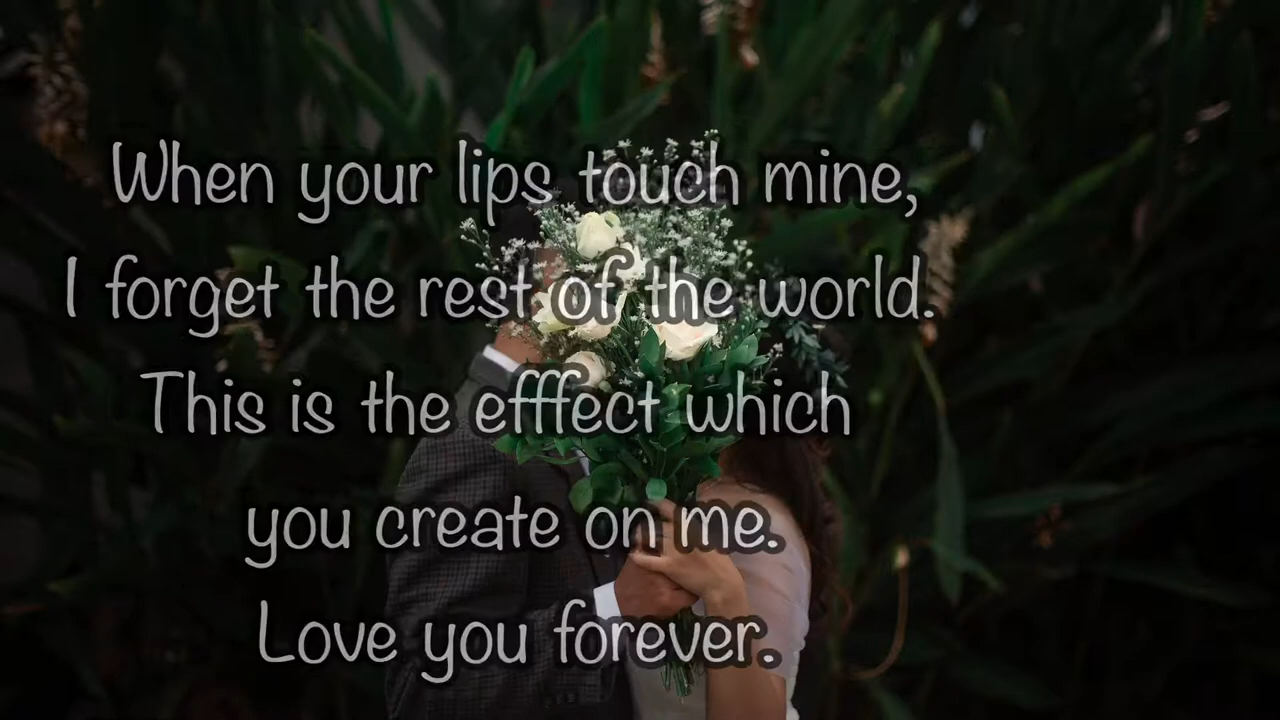 When your lips touch mine,
I forget the rest of the world.
This is the efffect which
you create on me.
Love you forever.